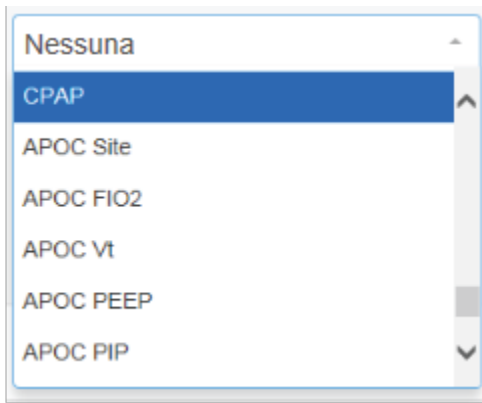 Nessuna
CPAP
APOC Site
APOC FIO2
APOC Vt
APOC PEEP
APOC PIP